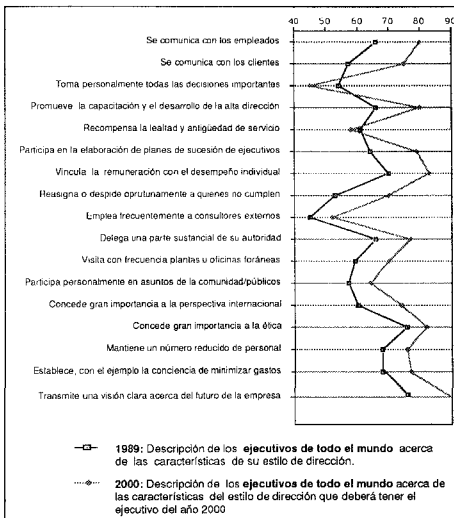 40 50 60 70 80 90
Se comunica con los empleados
Se comunica con los clientes
Toma personalmente todas las decisiones importantes
Promueve la capacitación y el desarrollo de la alta dirección
Recompensa la lealtad y antigüedad de servicio
Participa en la elaboración de planes de sucesión de ejecutivos
Vincula la remuneración con el desempeño individual
Reasigna o despide oprutunamente a quienes no cumplen
Emplea frecuentemente a consultores externos
Delega una parte sustancial de su autoridad
Visita con frecuencia plantas u oficinas foráneas
Participa personalmente en asuntos de la comunidad/públicos
Concede gran importancia a la perspectiva internacional
Concede gran importancia a la ética
Mantiene un número reducido de personal
Establece, con el ejemplo la conciencia de minimizar gastos
Transmite una visión clara acerca del futuro de la empresa
1989: Descripción de los ejecutivos de todo el mundo acerca
de las características de su estilo de dirección.
2000: Descripción de los ejecutivos de todo el mundo acerca de
las características del estilo de dirección que deberá tener el
ejecutivo del año 2000